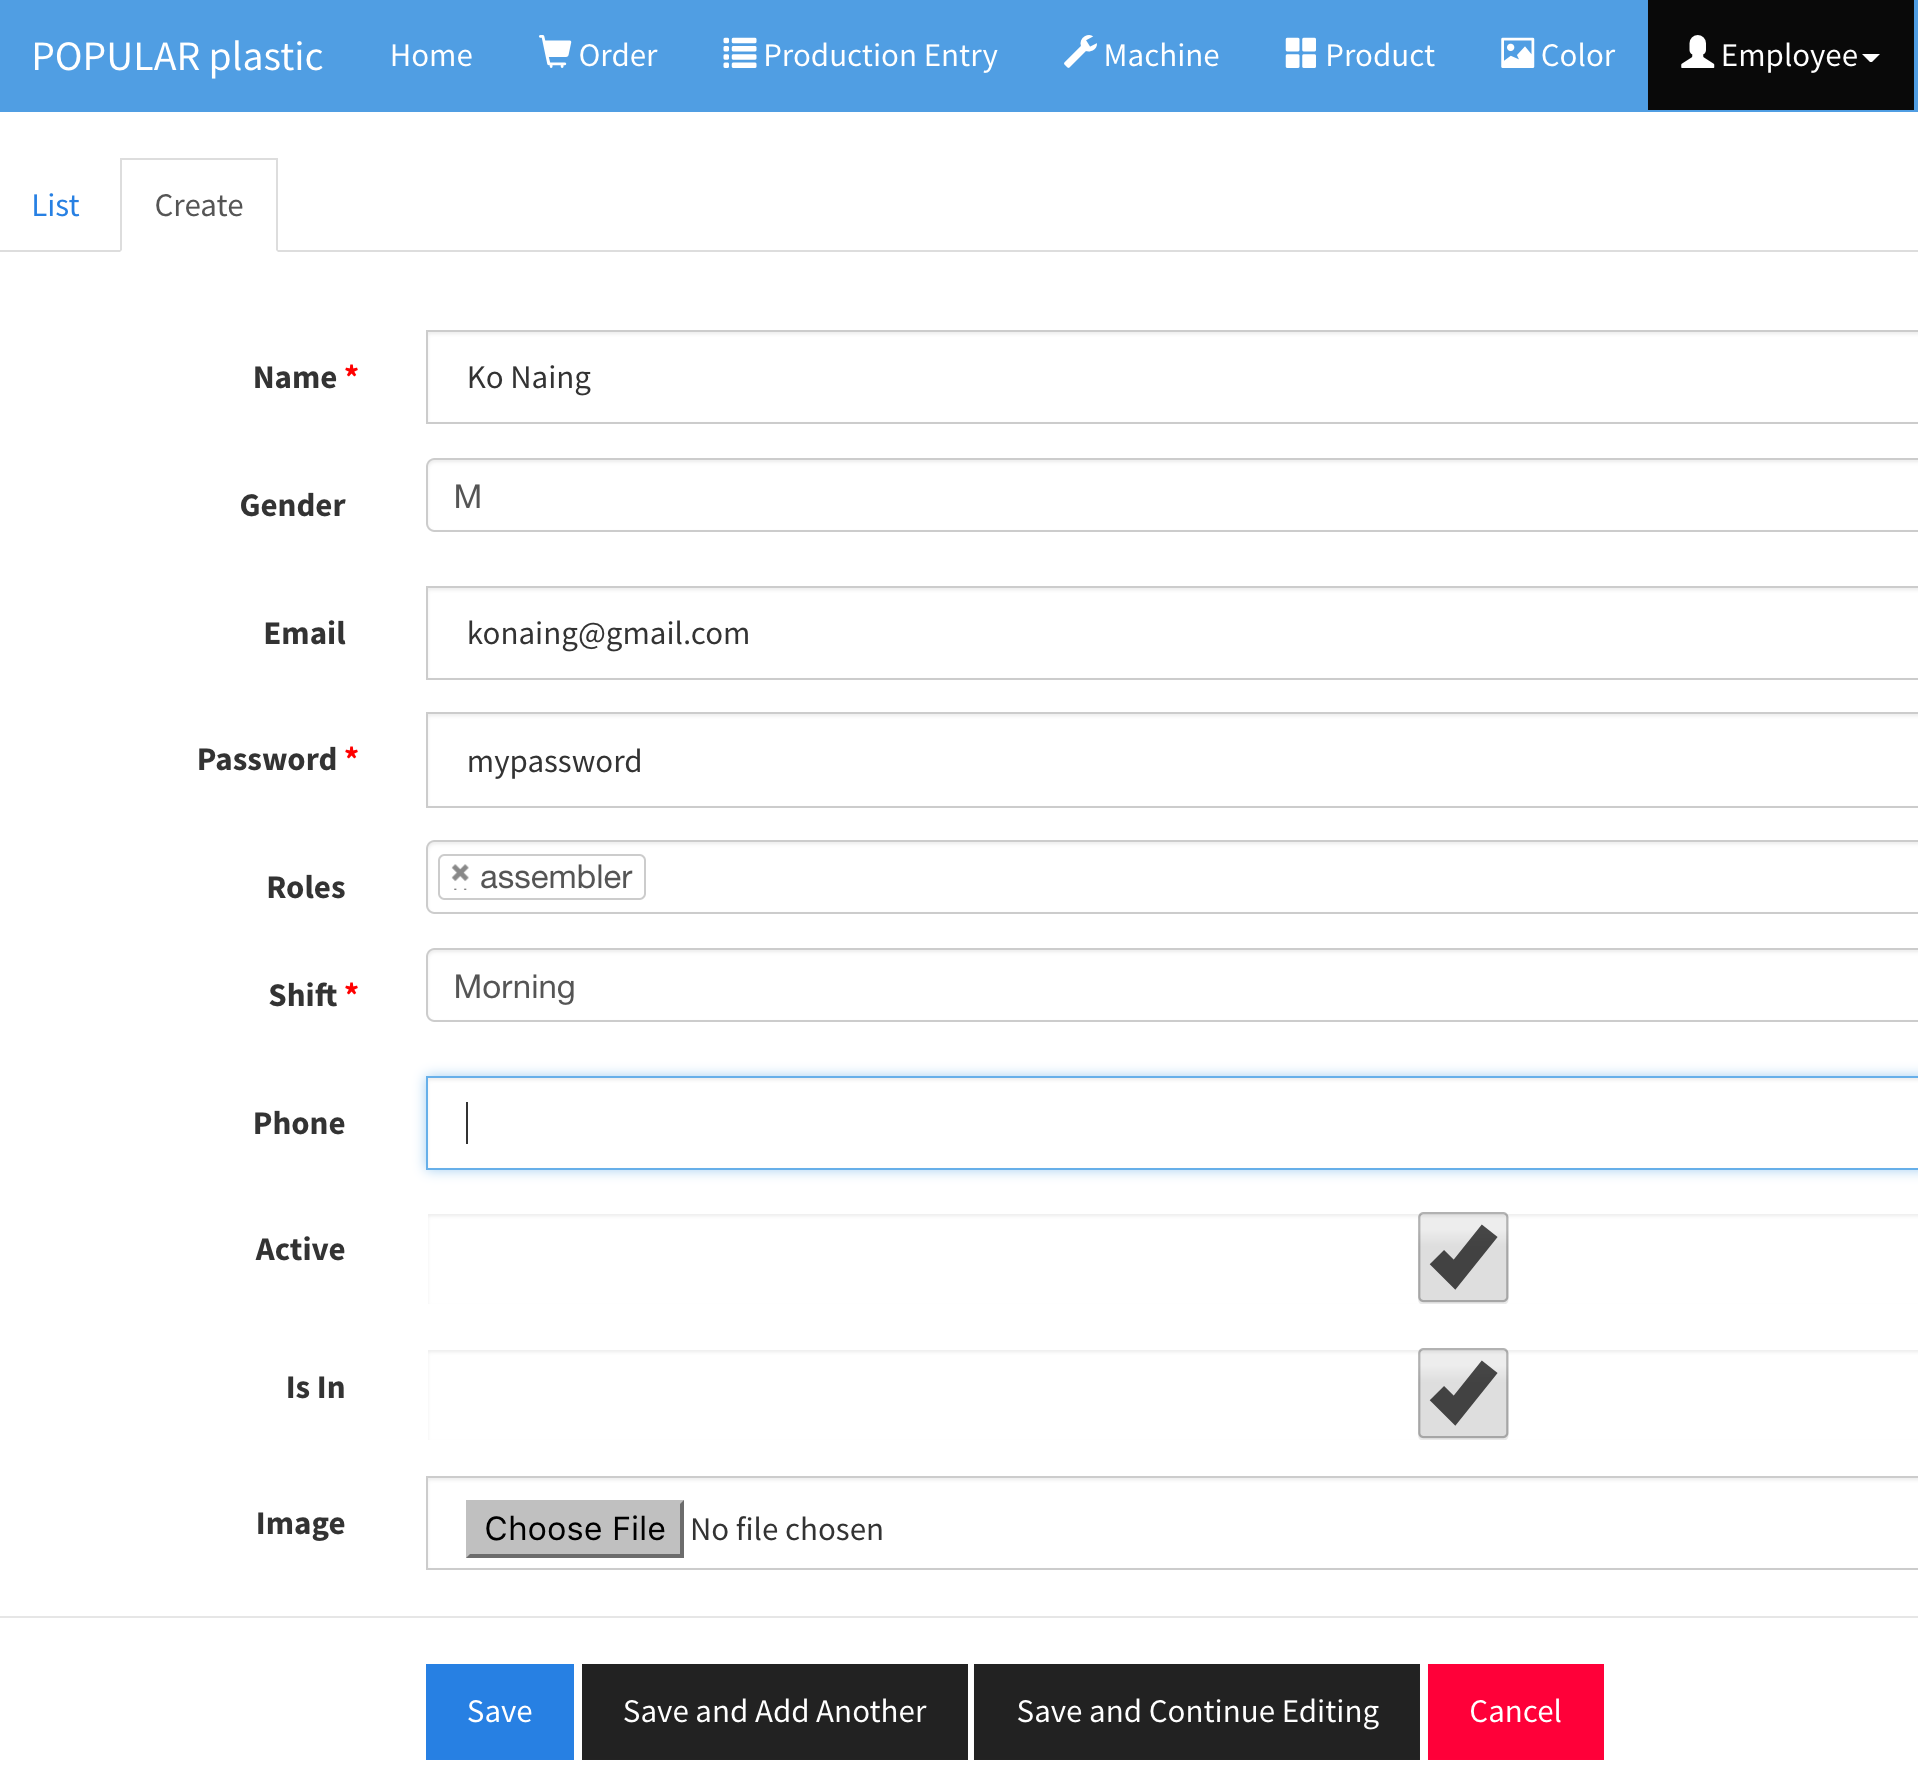 POPULAR plastic Home Order Production Entry Machine Product Color Employee
List Create
Name * Ko Naing
Gender M
Email konaing@gmail.com
Password * mypassword
Roles assembler
Shift * Morning
Phone
Active
Is In
Image Choose File No file chosen
Save Save and Add Another Save and Continue Editing Cancel